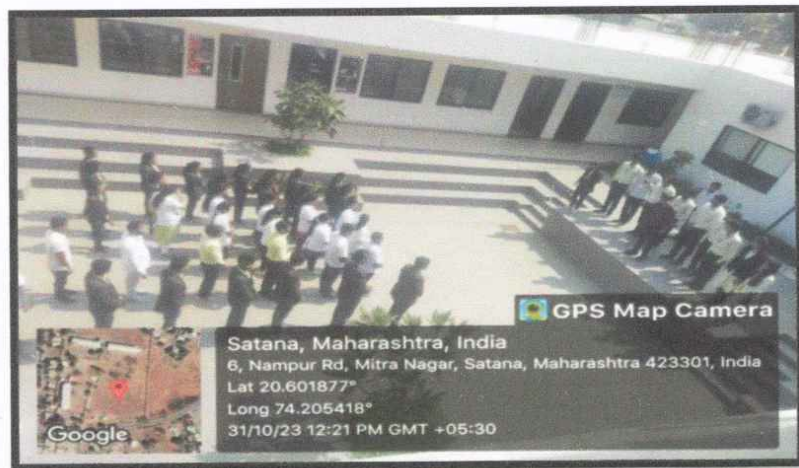 GPS Map Camera
Satana, Maharashtra, India
6, Nampur Rd, Mitra Nagar, Satana, Maharashtra 423301, India
Lat 20.601877°
Long 74.205418°
31/10/23 12:21 PM GMT +05:30
Google